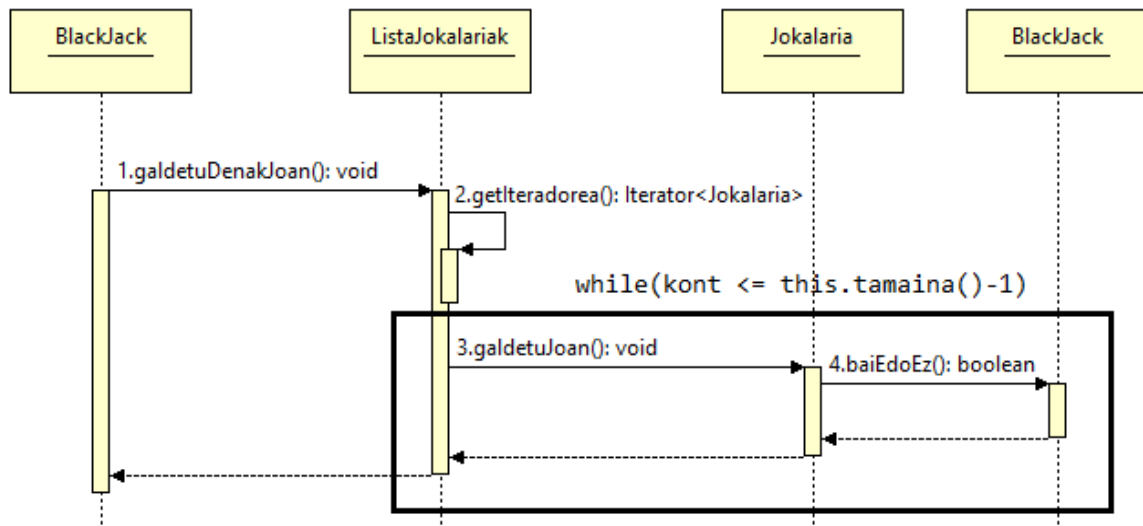 BlackJack
ListaJokalariak
Jokalaria
BlackJack
1.galdetuDenakJoan(): void
2.getIteradorea(): Iterator<Jokalaria>
while(kont <= this.tamaina()-1)
3.galdetuJoan(): void
4.baiEdoEz(): boolean